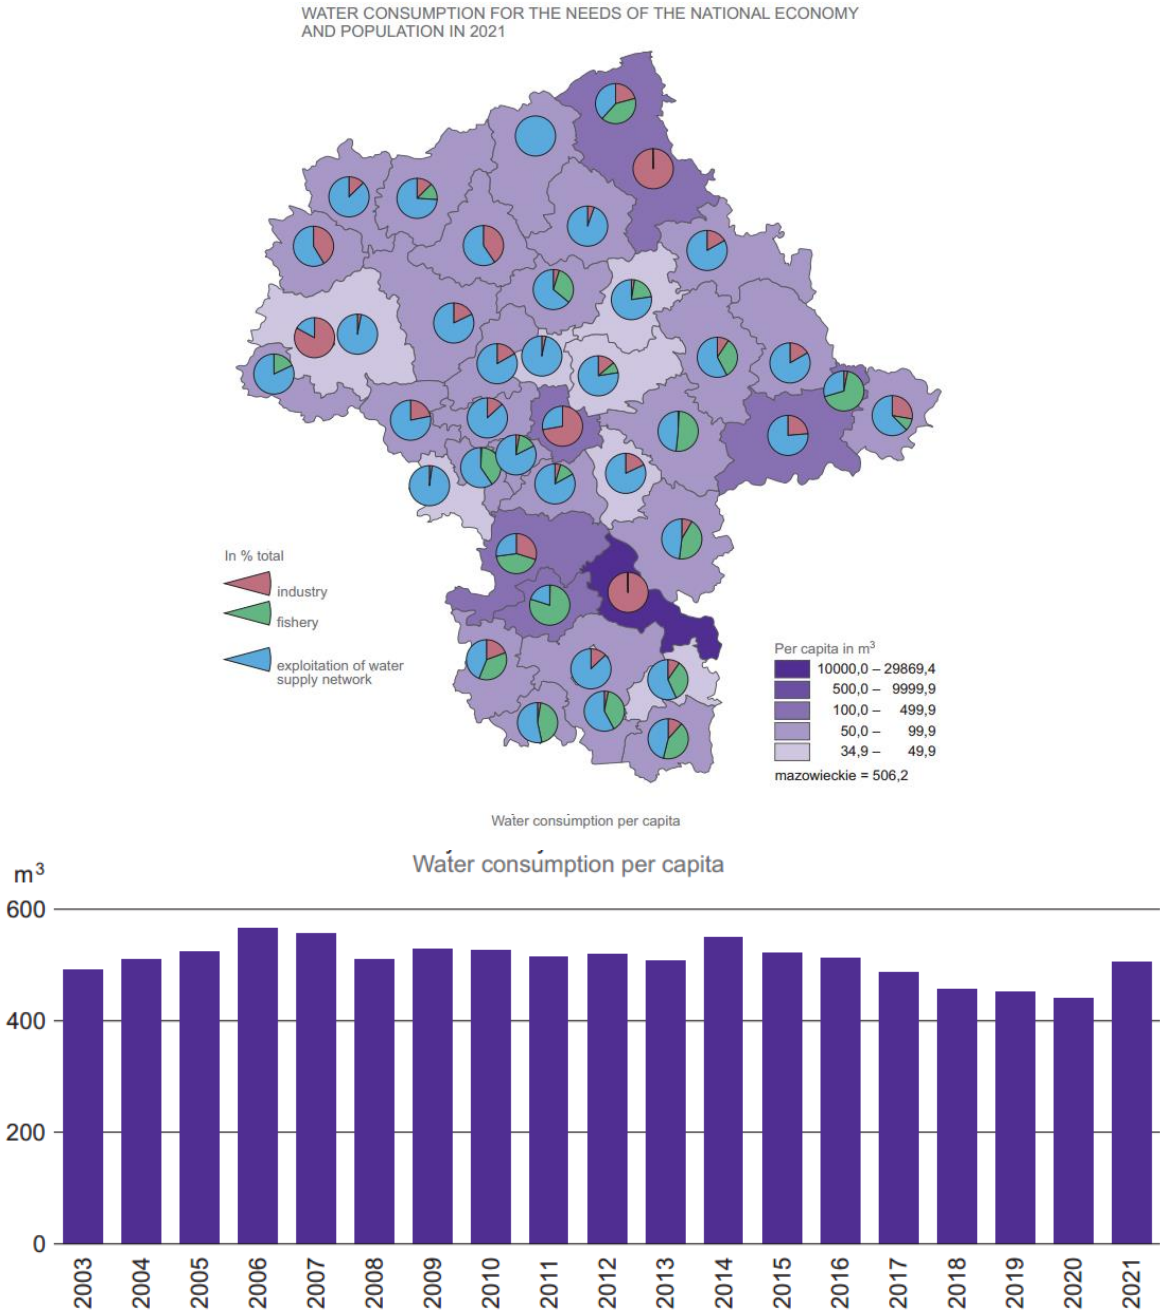 WATER CONSUMPTION FOR THE NEEDS OF THE NATIONAL ECONOMY
AND POPULATION IN 2021
In % total
industry
fishery
exploitation of water
supply network
Per capita in m³
10000,0 – 29869,4
500,0 – 9999,9
100,0 – 499,9
50,0 – 99,9
34,9 – 49,9
mazowieckie = 506,2
Water consumption per capita
Water consumption per capita
m³
600
400
200
0
2003 2004 2005 2006 2007 2008 2009 2010 2011 2012 2013 2014 2015 2016 2017 2018 2019 2020 2021